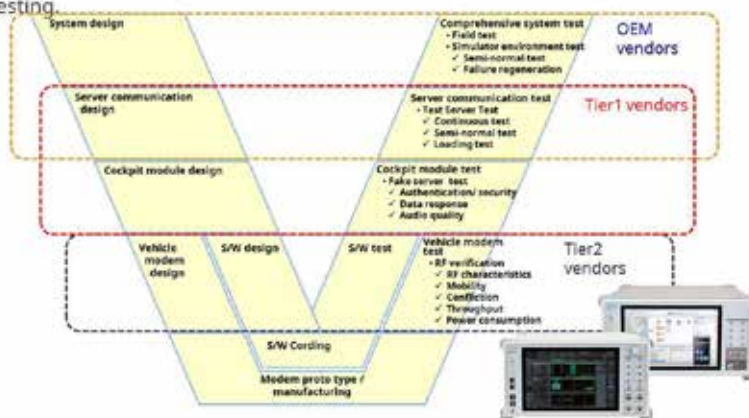 esting.
System design
Comprehensive system test
• Field test
• Simulator environment test
✓ Semi-normal test
✓ Failure regeneration
OEM
vendors
Server communication
design
Server communication test
• Test Server Test
✓ Continuous test
✓ Semi-normal test
✓ Loading test
Tier1 vendors
Cockpit module design
Cockpit module test
• Fake server test
✓ Authentication/ security
✓ Data response
✓ Audio quality
Vehicle
modem
design
S/W design
S/W test
Vehicle modem
test
• RF verification
✓ RF characteristics
✓ Mobility
✓ Confliction
✓ Throughput
✓ Power consumption
Tier2
vendors
S/W Cording
Modem proto type /
manufacturing